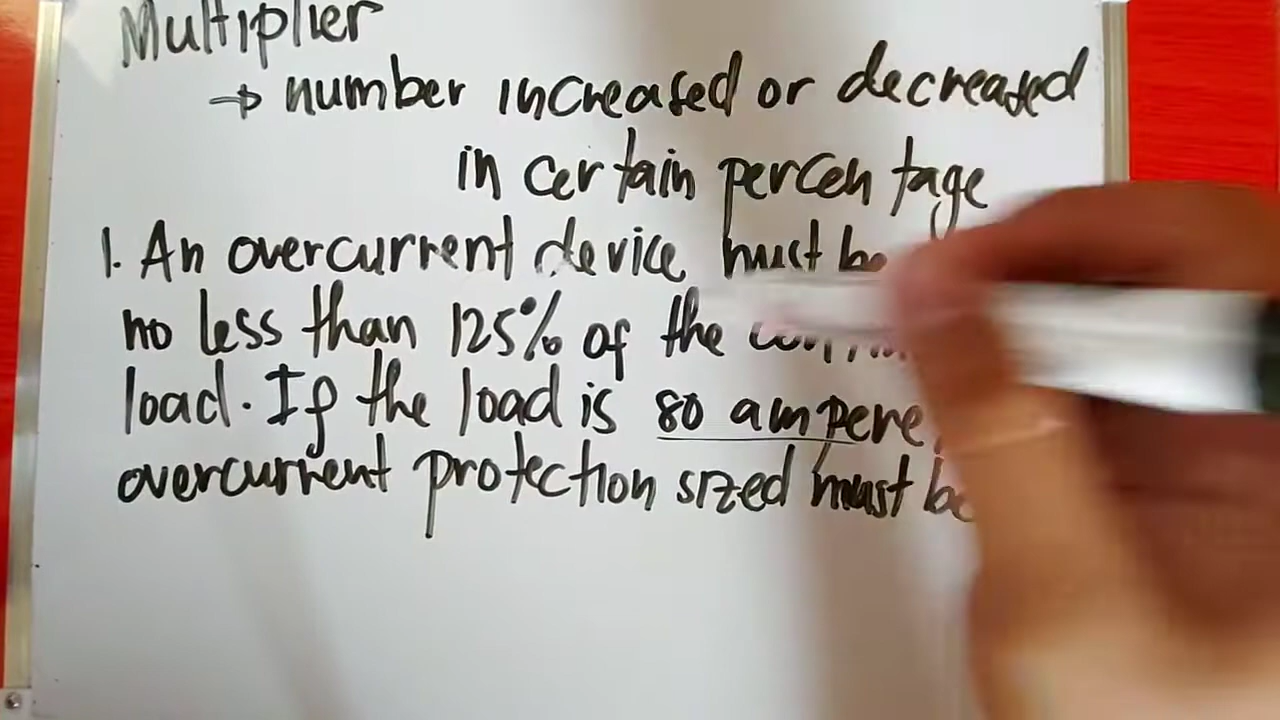 Multiplier
→ number increased or decreased
in certain percentage
1. An overcurrent device must be
no less than 125% of the
load. If the load is 80 ampere,
overcurrent protection sized must be